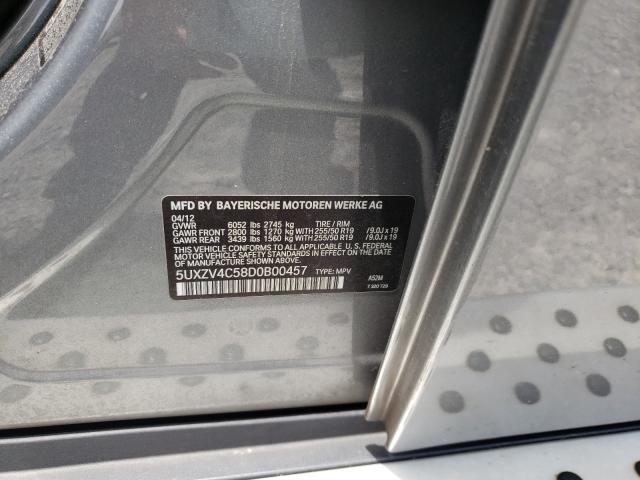 MFD BY BAYERISCHE MOTOREN WERKE AG
04/12
GVWR 6052 lbs 2745 kg TIRE / RIM
GAWR FRONT 2800 lbs 1270 kg WITH 255/50 R19 /9.0J x 19
GAWR REAR 3439 lbs 1560 kg WITH 255/50 R19 /9.0J x 19
THIS VEHICLE CONFORMS TO ALL APPLICABLE U.S. FEDERAL
MOTOR VEHICLE SAFETY STANDARDS IN EFFECT ON THE DATE
OF MANUFACTURE SHOWN ABOVE.
5UXZV4C58D0B00457 TYPE: MPV A52M